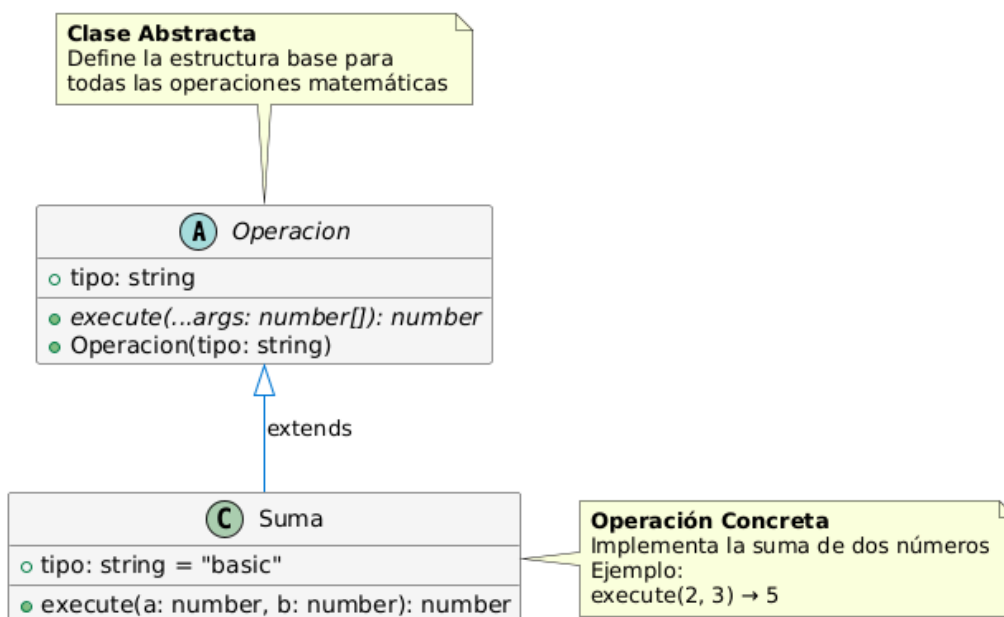 Clase Abstracta
Define la estructura base para
todas las operaciones matemáticas
A Operacion
tipo: string
execute(...args: number[]): number
Operacion(tipo: string)
extends
C Suma
tipo: string = "basic"
execute(a: number, b: number): number
Operación Concreta
Implementa la suma de dos números
Ejemplo:
execute(2, 3) → 5